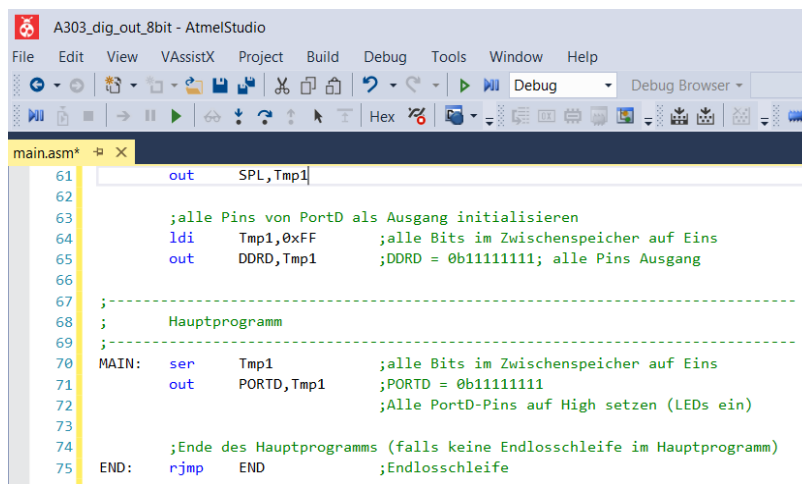 A303_dig_out_8bit - AtmelStudio
File Edit View VAssistX Project Build Debug Tools Window Help
Debug Debug Browser
Hex
main.asm*
61 out SPL,Tmp1
62
63 ;alle Pins von PortD als Ausgang initialisieren
64 ldi Tmp1,0xFF ;alle Bits im Zwischenspeicher auf Eins
65 out DDRD,Tmp1 ;DDRD = 0b11111111; alle Pins Ausgang
66
67 ;-------------------------------------------------------------------------------
68 ; Hauptprogramm
69 ;-------------------------------------------------------------------------------
70 MAIN: ser Tmp1 ;alle Bits im Zwischenspeicher auf Eins
71 out PORTD,Tmp1 ;PORTD = 0b11111111
72 ;Alle PortD-Pins auf High setzen (LEDs ein)
73
74 ;Ende des Hauptprogramms (falls keine Endlosschleife im Hauptprogramm)
75 END: rjmp END ;Endlosschleife